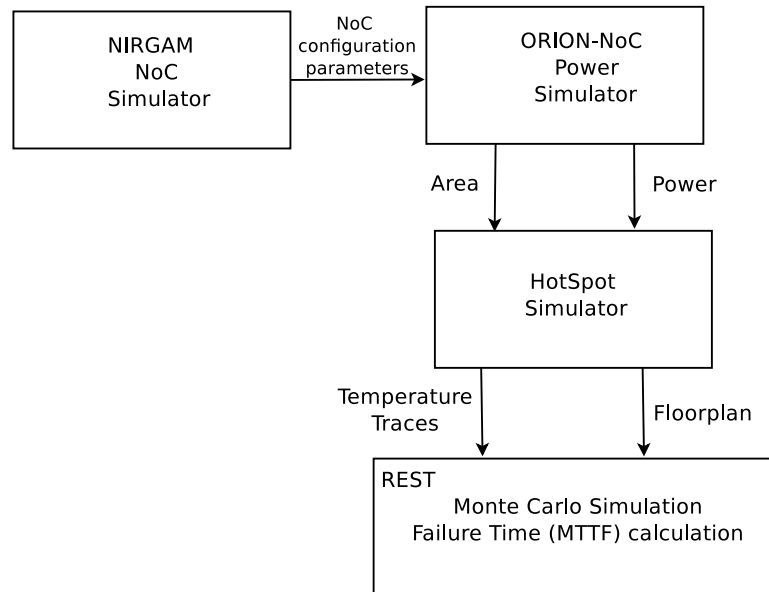 NIRGAM
NoC
Simulator
NoC
configuration
parameters
ORION-NoC
Power
Simulator
Area
Power
HotSpot
Simulator
Temperature
Traces
Floorplan
REST
Monte Carlo Simulation
Failure Time (MTTF) calculation